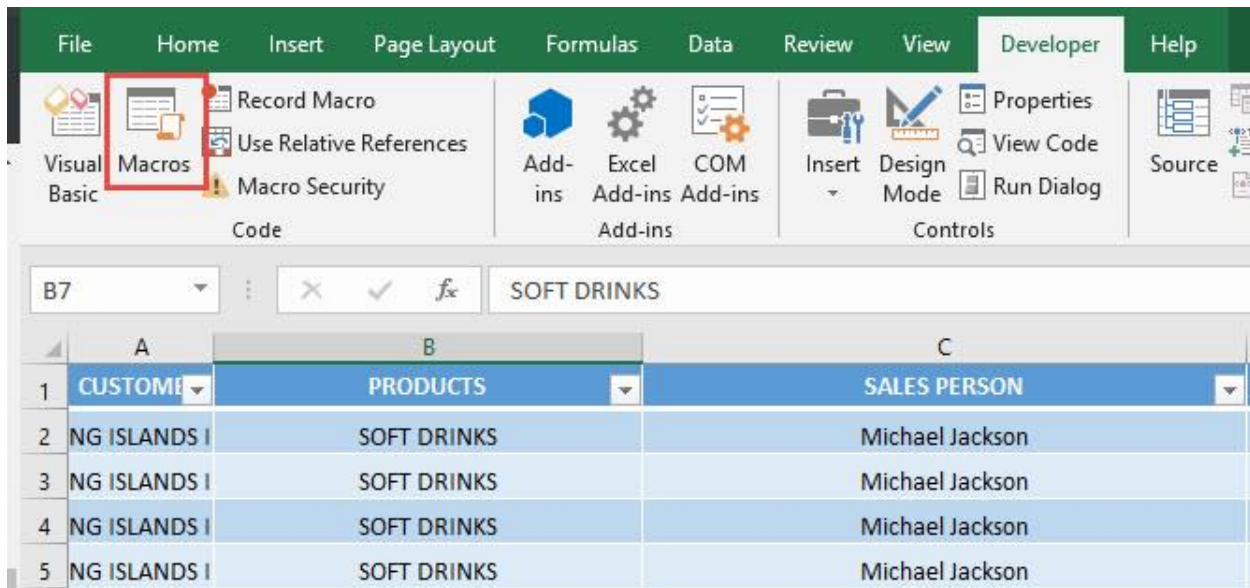 File Home Insert Page Layout Formulas Data Review View Developer Help
Visual Basic
Macros
Record Macro
Use Relative References
Macro Security
Code
Add-ins
Excel Add-ins
COM Add-ins
Add-ins
Insert
Design Mode
Properties
View Code
Run Dialog
Controls
Source
B7 fx SOFT DRINKS
A B C
1 CUSTOME PRODUCTS SALES PERSON
2 NG ISLANDS I SOFT DRINKS Michael Jackson
3 NG ISLANDS I SOFT DRINKS Michael Jackson
4 NG ISLANDS I SOFT DRINKS Michael Jackson
5 NG ISLANDS I SOFT DRINKS Michael Jackson